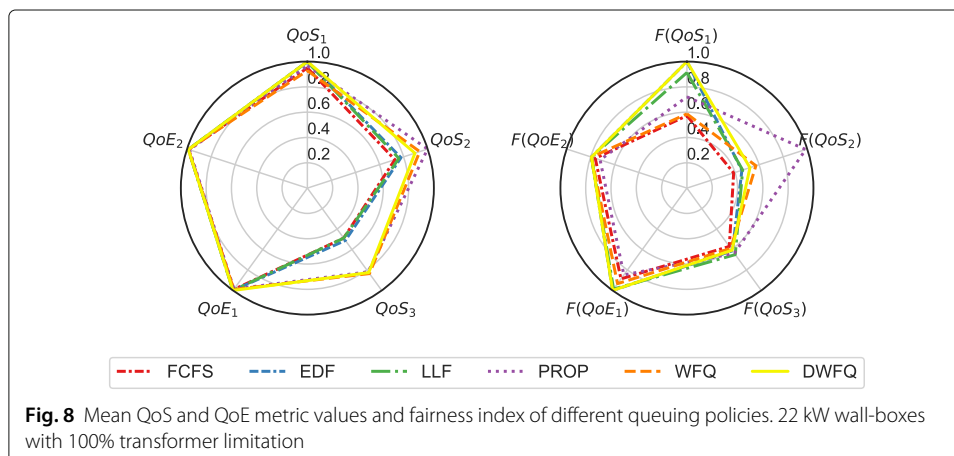 QoS1
1.0
0.8
0.6
0.4
0.2
QoE2
QoS2
QoE1
QoS3
F(QoS1)
1.0
0.8
0.6
0.4
0.2
F(QoE2)
F(QoS2)
F(QoE1)
F(QoS3)
FCFS EDF LLF PROP WFQ DWFQ
Fig. 8 Mean QoS and QoE metric values and fairness index of different queuing policies. 22 kW wall-boxes
with 100% transformer limitation